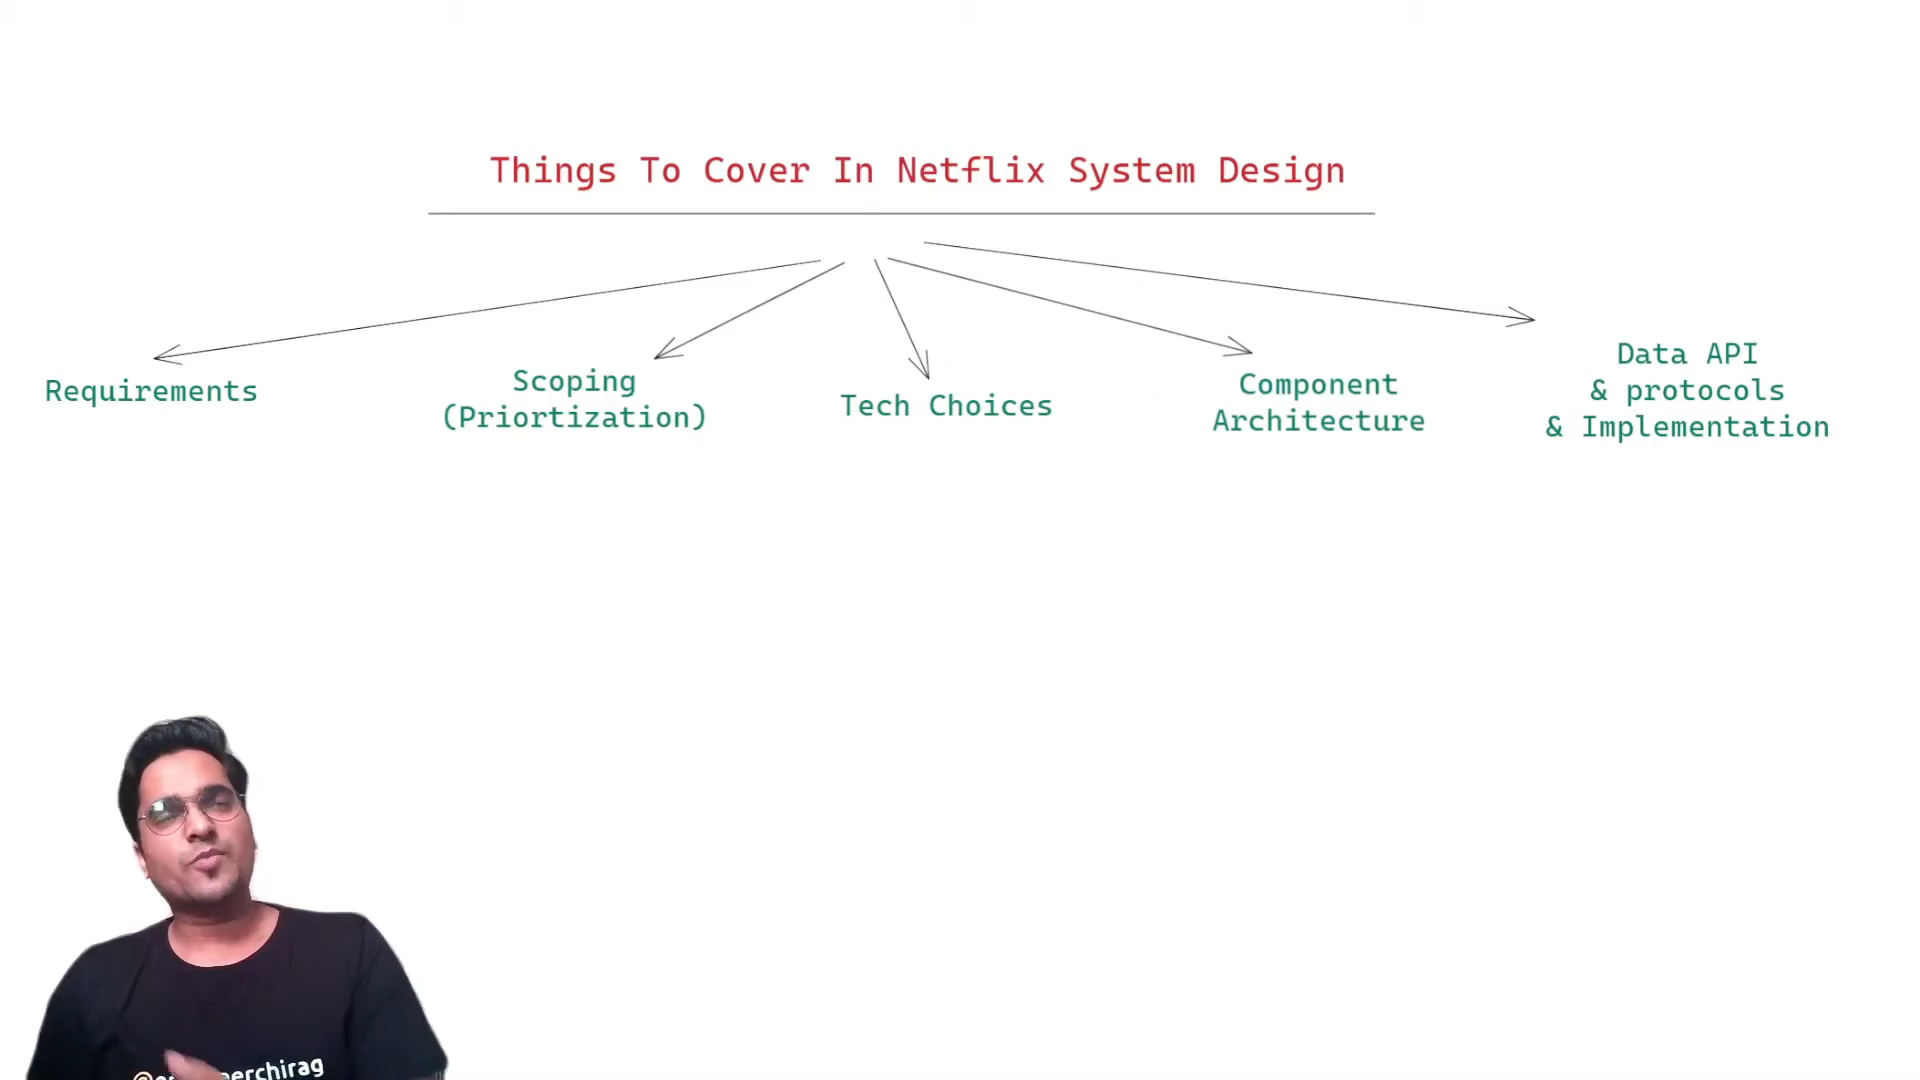 Things To Cover In Netflix System Design
Requirements
Scoping
(Priortization)
Tech Choices
Component
Architecture
Data API
& protocols
& Implementation